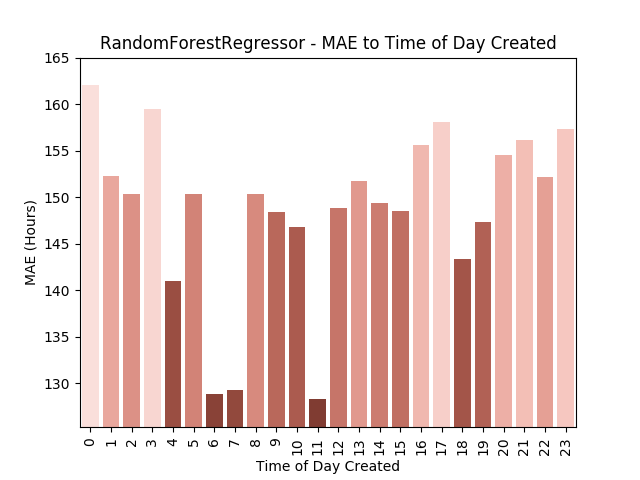 RandomForestRegressor - MAE to Time of Day Created
MAE (Hours)
165
160
155
150
145
140
135
130
0 1 2 3 4 5 6 7 8 9 10 11 12 13 14 15 16 17 18 19 20 21 22 23
Time of Day Created